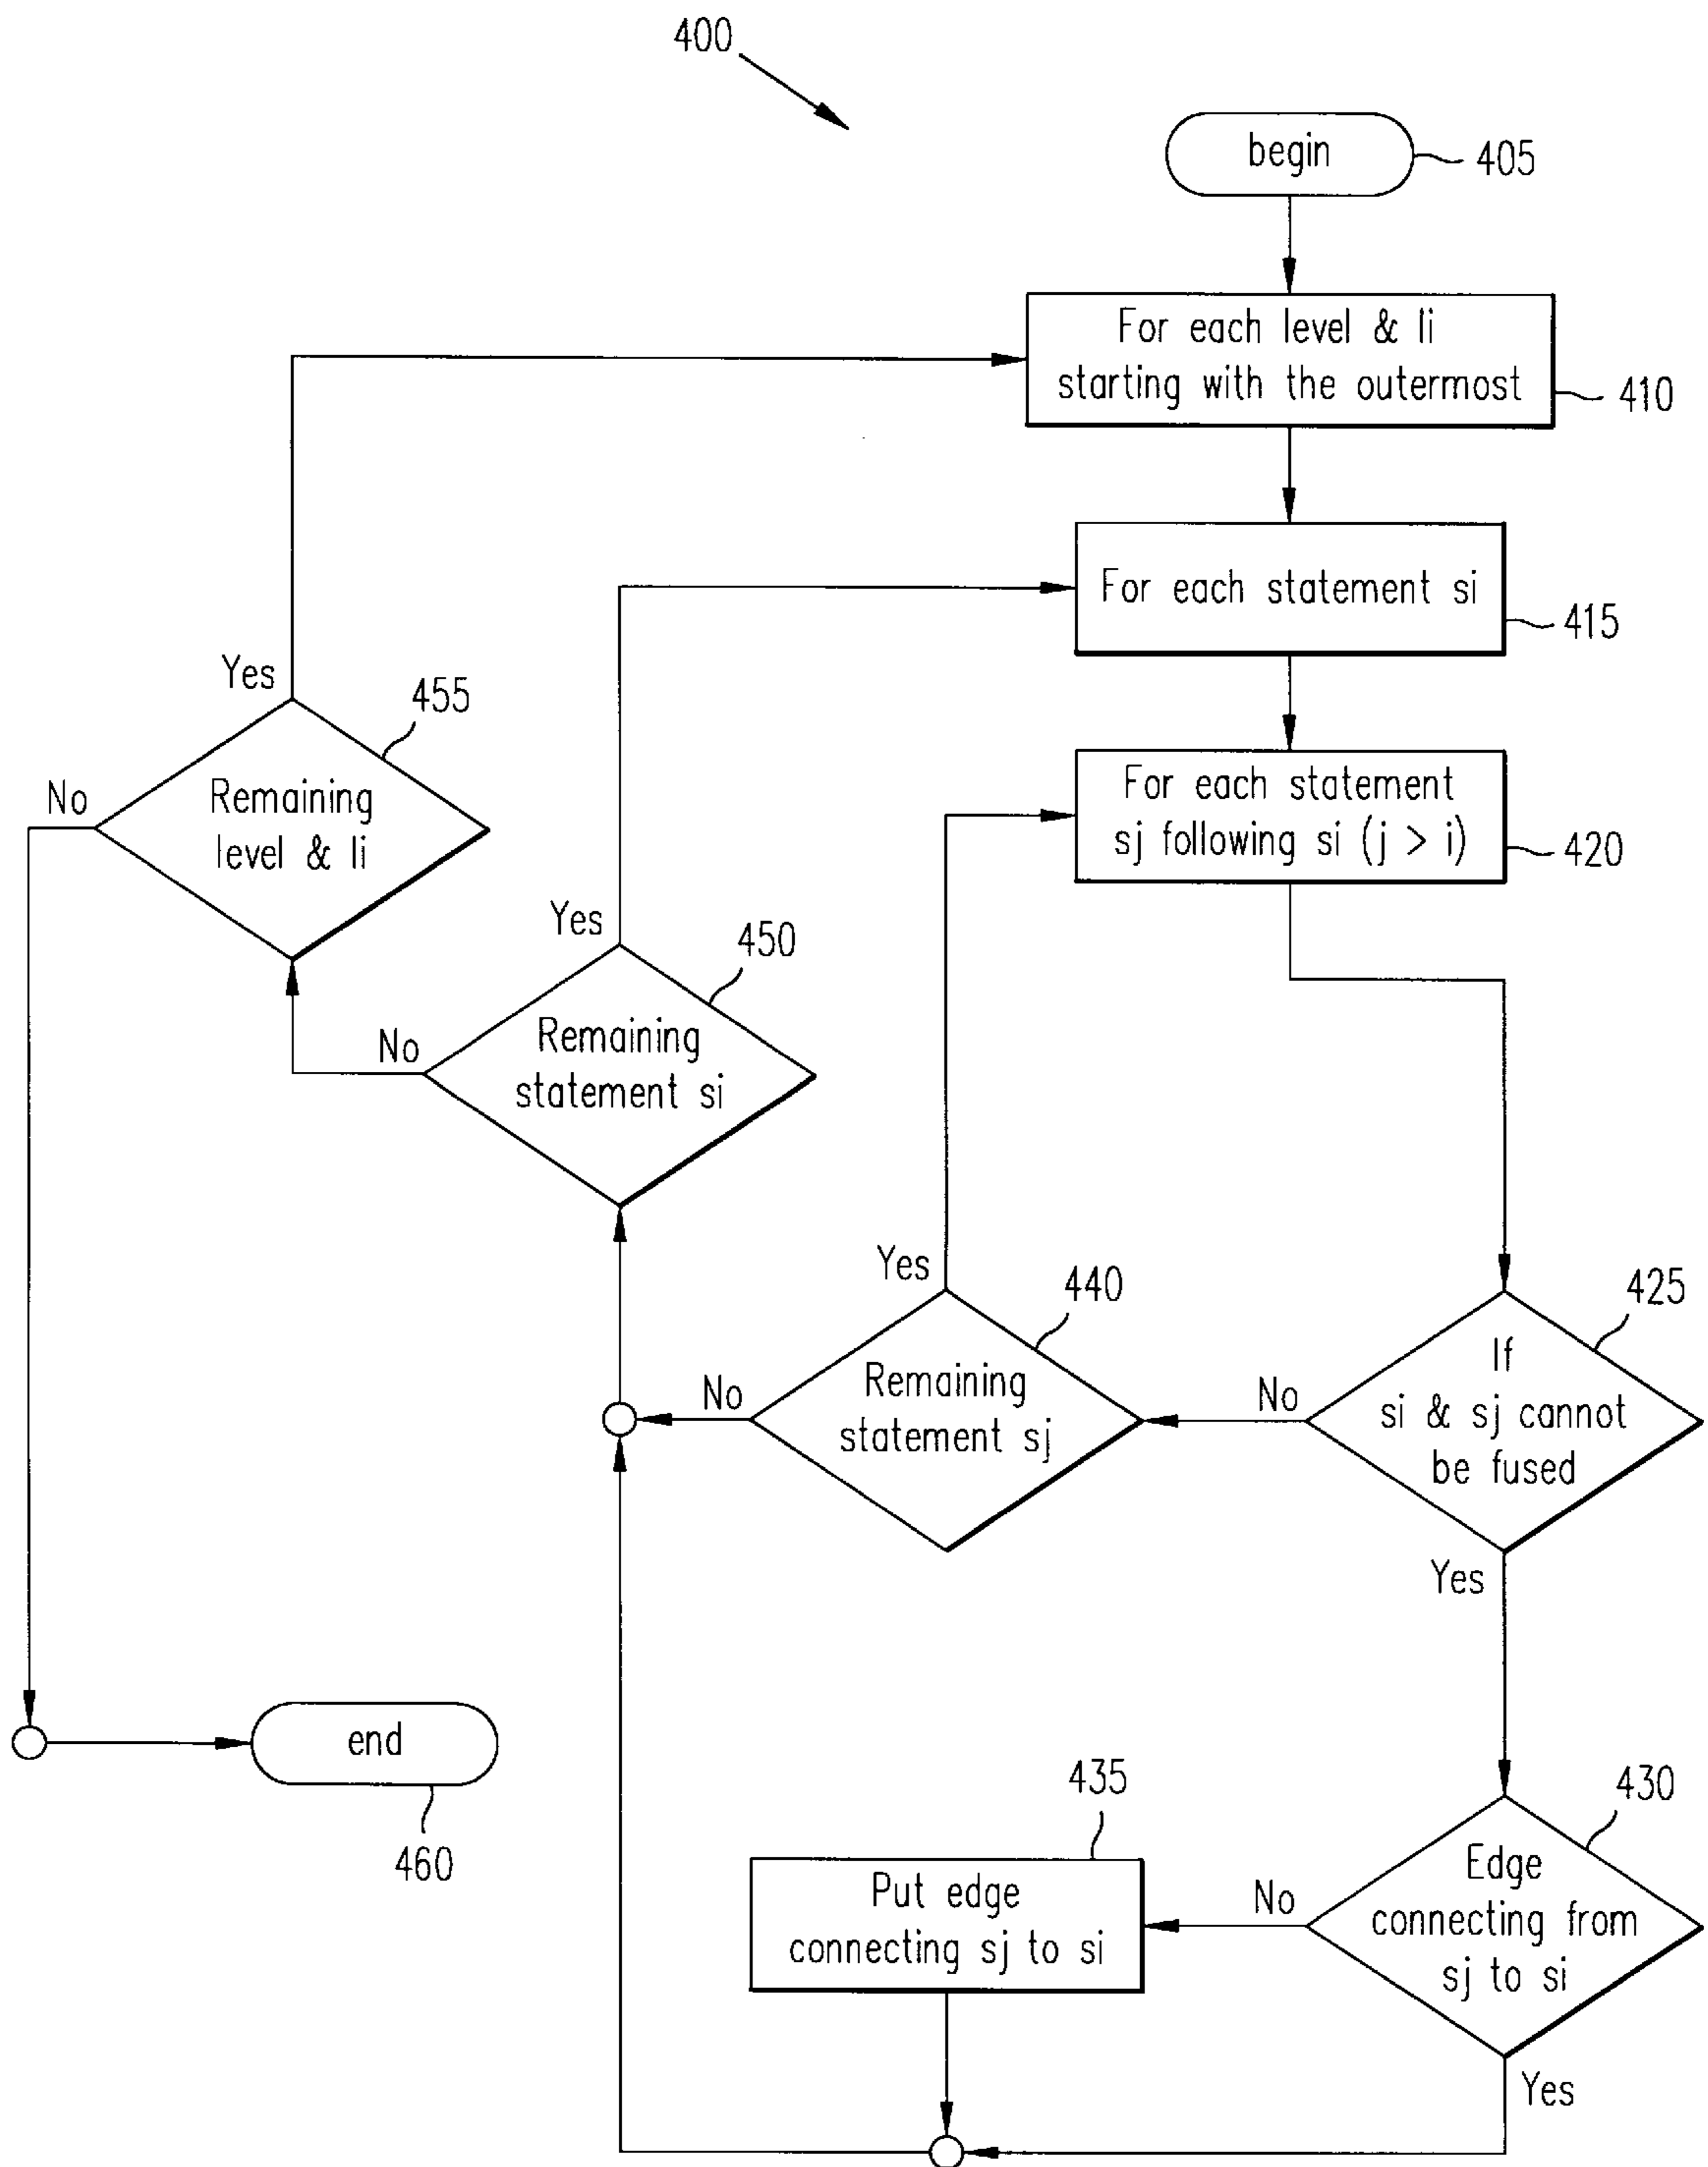 400
begin
405
For each level & li
starting with the outermost
410
For each statement si
415
For each statement
sj following si (j > i)
420
Yes
455
No
Remaining
level & li
Yes
450
No
Remaining
statement si
Yes
440
No
Remaining
statement sj
425
No
If
si & sj cannot
be fused
Yes
end
460
435
Put edge
connecting sj to si
430
No
Edge
connecting from
sj to si
Yes